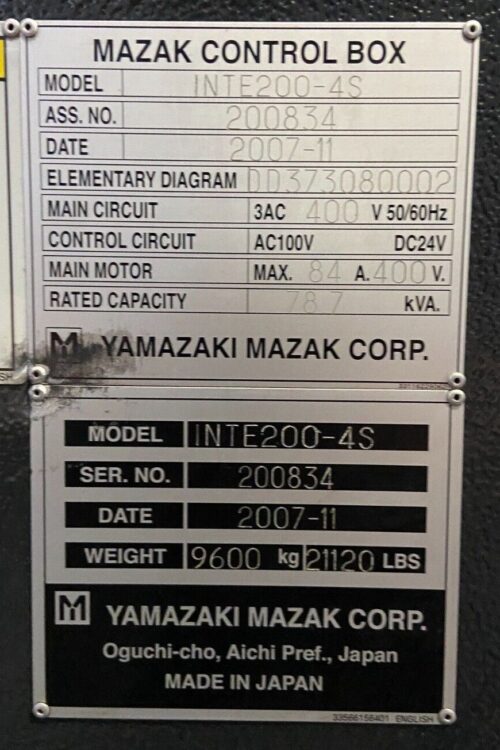 MAZAK CONTROL BOX
MODEL INTE200-4S
ASS. NO. 200834
DATE 2007-11
ELEMENTARY DIAGRAM DD373080002
MAIN CIRCUIT 3AC 400 V 50/60Hz
CONTROL CIRCUIT AC100V DC24V
MAIN MOTOR MAX. 84 A. 400 V.
RATED CAPACITY 78.7 kVA.
YAMAZAKI MAZAK CORP.
MODEL INTE200-4S
SER. NO. 200834
DATE 2007-11
WEIGHT 9600 kg 21120 LBS
YAMAZAKI MAZAK CORP.
Oguchi-cho, Aichi Pref., Japan
MADE IN JAPAN
33566156401 ENGLISH